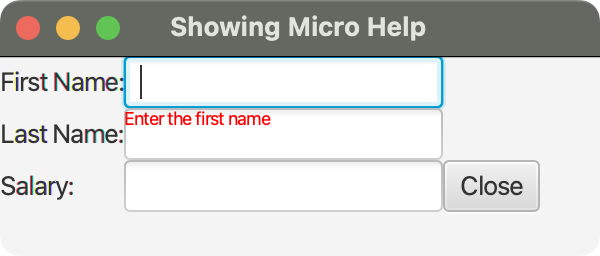 Showing Micro Help
First Name:
Enter the first name
Last Name:
Salary:
Close